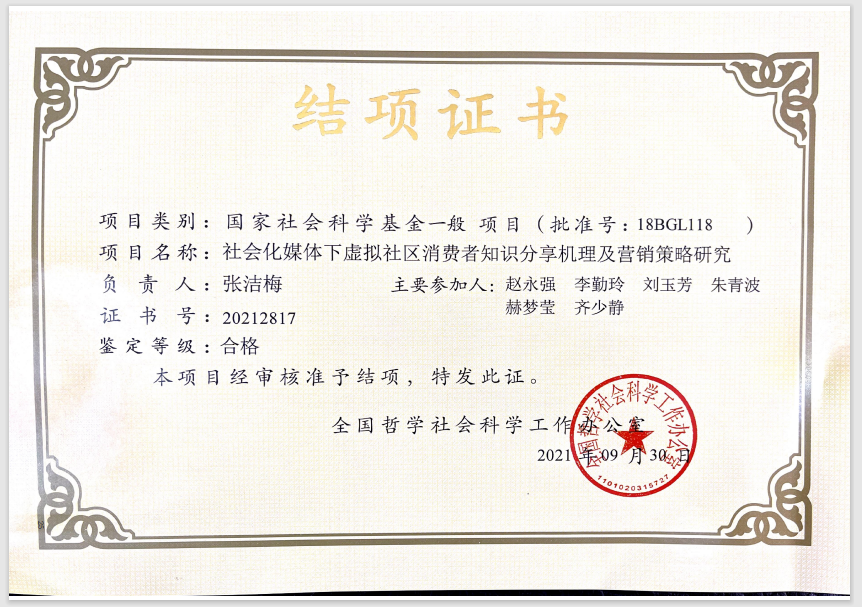 结项证书
项目类别：国家社会科学基金一般 项目（批准号：18BGL118 ）
项目名称：社会化媒体下虚拟社区消费者知识分享机理及营销策略研究
负责人：张洁梅 主要参加人：赵永强 李勤玲 刘玉芳 朱青波
赫梦莹 齐少静
证书号：20212817
鉴定等级：合格
本项目经审核准予结项，特发此证。
全国哲学社会科学工作办公室
2021 年 09 月 30 日
全国哲学社会科学工作办公室
1101020315727